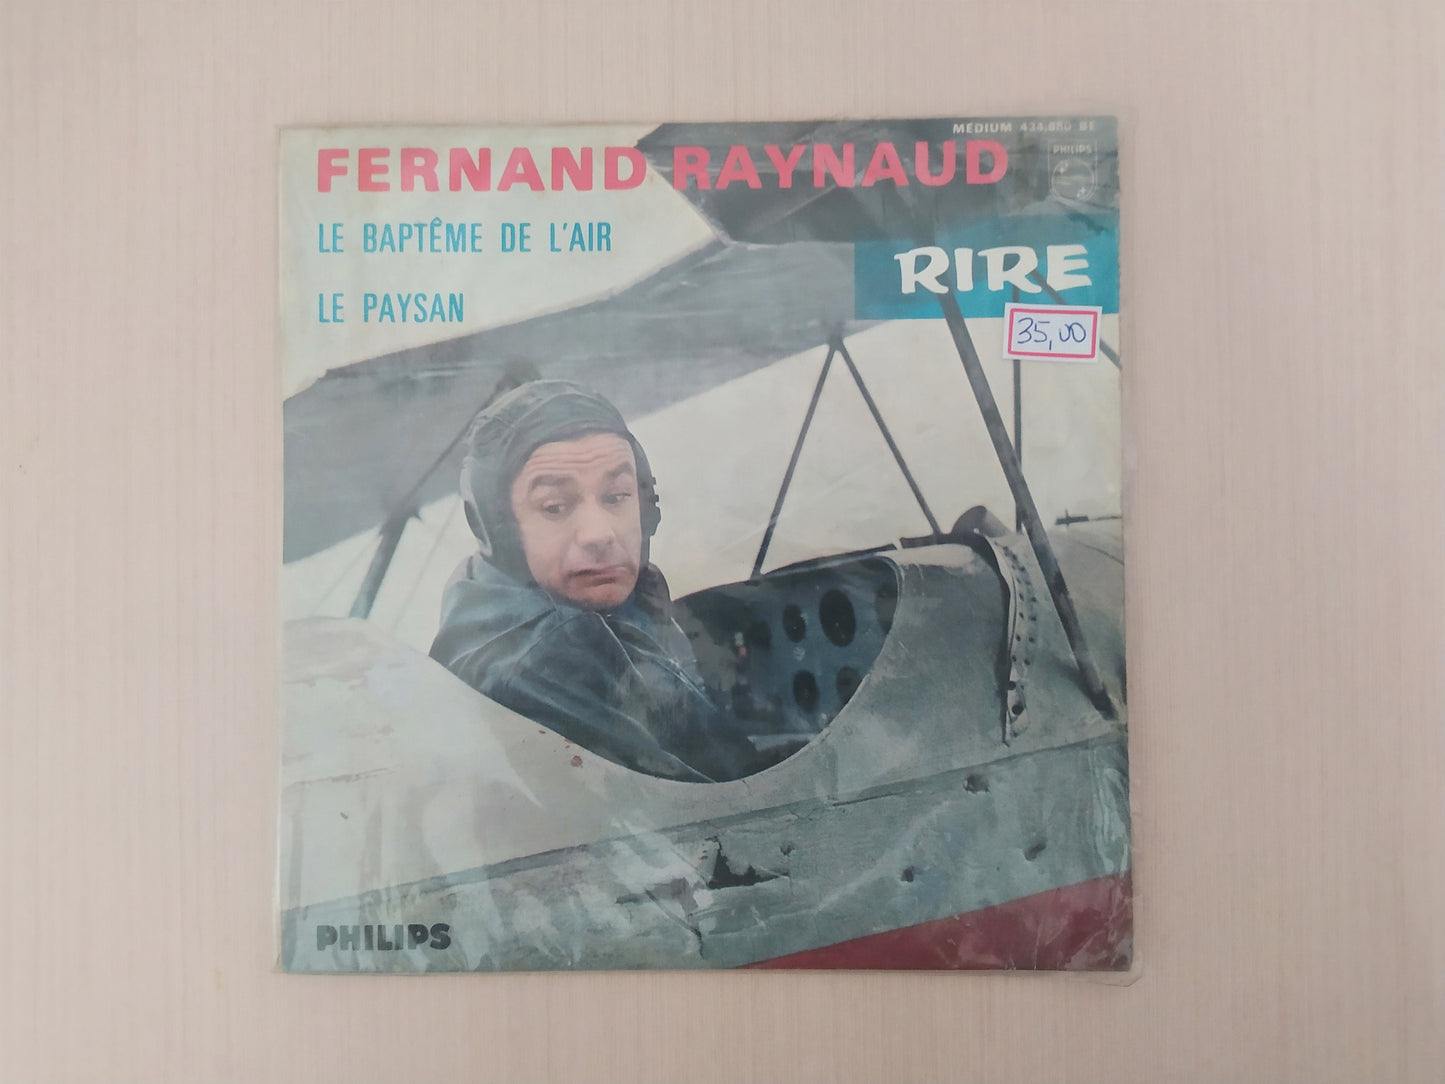 MEDIUM 434.880 BE
FERNAND RAYNAUD
PHILIPS
LE BAPTÊME DE L'AIR
RIRE
LE PAYSAN
35,00
PHILIPS